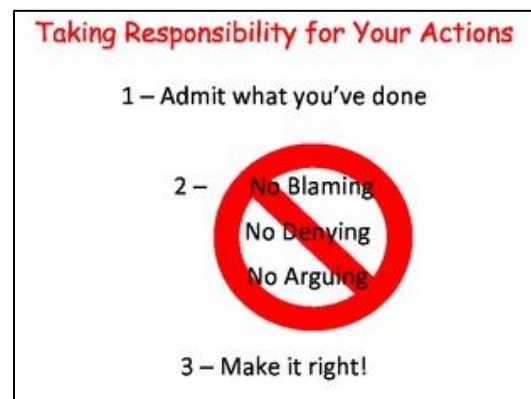 Taking Responsibility for Your Actions
1 – Admit what you've done
2 – No Blaming
No Denying
No Arguing
3 – Make it right!